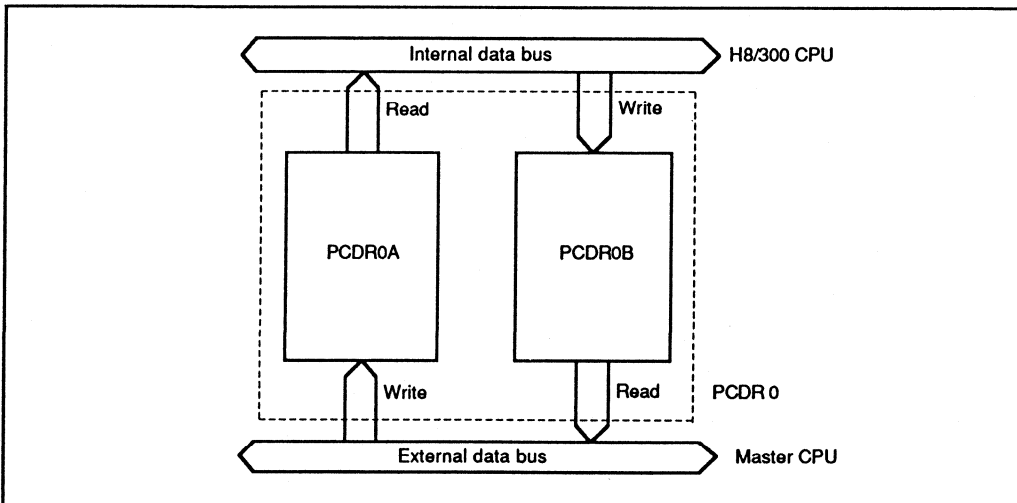 Internal data bus
H8/300 CPU
Read
Write
PCDR0A
PCDR0B
Write
Read
PCDR 0
External data bus
Master CPU